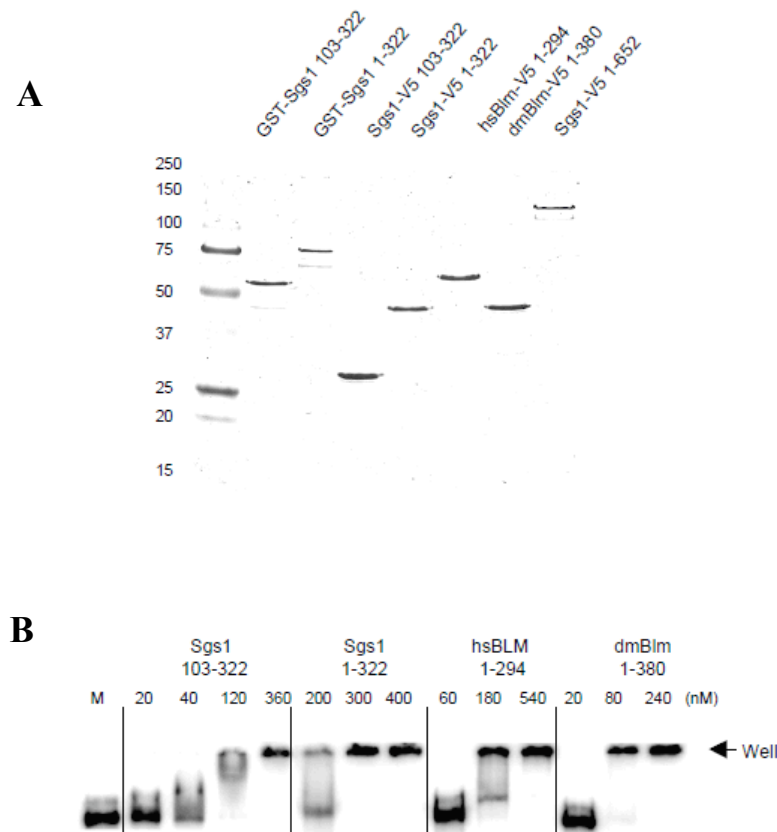 A
GST-Sgs1 103-322
GST-Sgs1 1-322
Sgs1-V5 103-322
Sgs1-V5 1-322
hsBlm-V5 1-294
dmBlm-V5 1-380
Sgs1-V5 1-652
250
150
100
75
50
37
25
20
15
B
Sgs1 Sgs1 hsBLM dmBlm
103-322 1-322 1-294 1-380
M 20 40 120 360 200 300 400 60 180 540 20 80 240 (nM)
Well